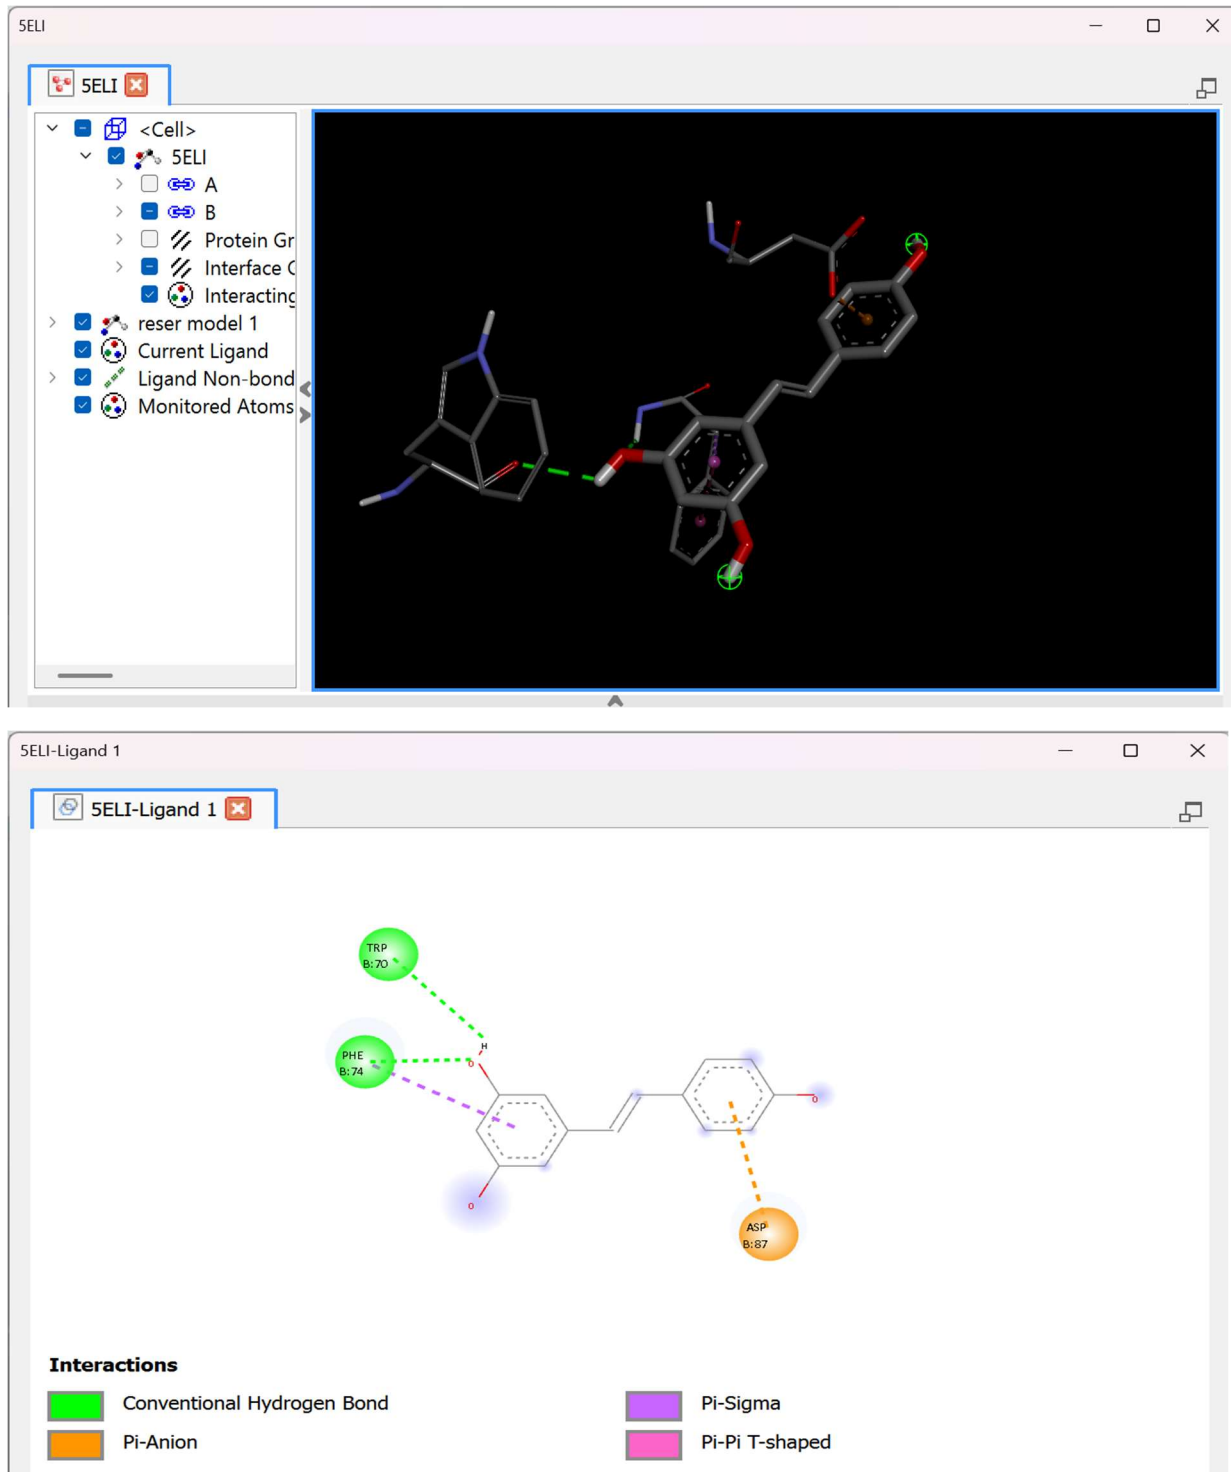 5ELI
5ELI
<Cell>
5ELI
A
B
Protein Gr
Interface C
Interacting
reser model 1
Current Ligand
Ligand Non-bond
Monitored Atoms
5ELI-Ligand 1
5ELI-Ligand 1
TRP
B:70
H
PHE
B:74
O
O
O
ASP
B:87
Interactions
Conventional Hydrogen Bond
Pi-Sigma
Pi-Anion
Pi-Pi T-shaped